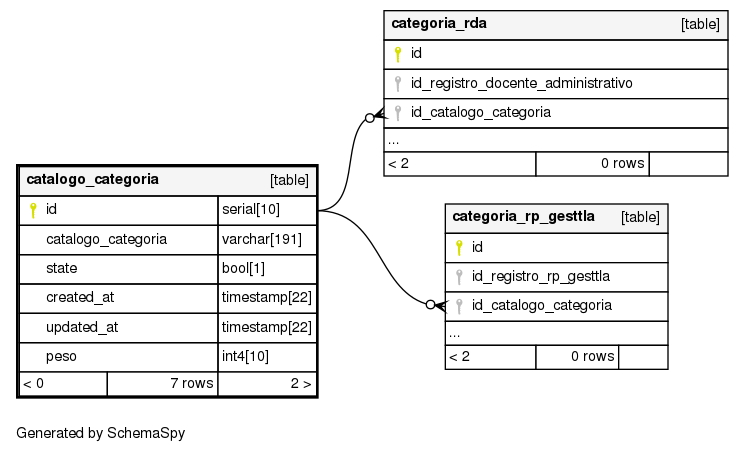 categoria_rda [table]
id
id_registro_docente_administrativo
id_catalogo_categoria
...
< 2 0 rows
catalogo_categoria [table]
id serial[10]
catalogo_categoria varchar[191]
state bool[1]
created_at timestamp[22]
updated_at timestamp[22]
peso int4[10]
< 0 7 rows 2 >
categoria_rp_gesttla [table]
id
id_registro_rp_gesttla
id_catalogo_categoria
...
< 2 0 rows
Generated by SchemaSpy